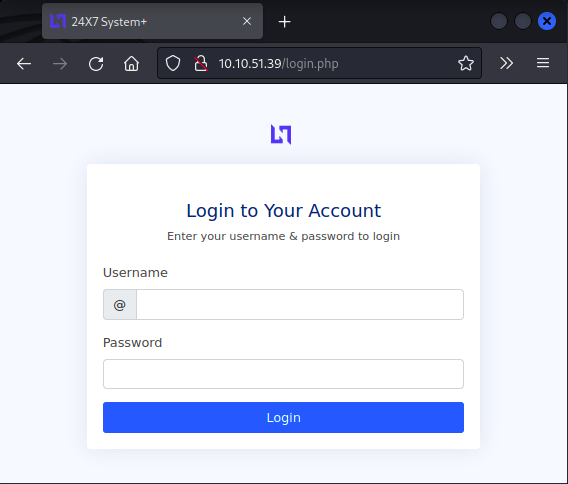 24X7 System+
10.10.51.39/login.php
Login to Your Account
Enter your username & password to login
Username
@
Password
Login